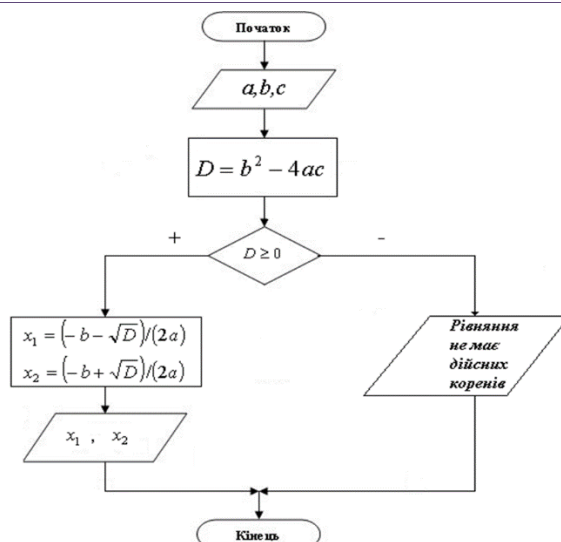 Початок
a,b,c
D = b² − 4ac
+
-
D ≥ 0
x₁ = (−b − √D)/(2a)
x₂ = (−b + √D)/(2a)
Рівняння
не має
дійсних
коренів
x₁ , x₂
Кінець